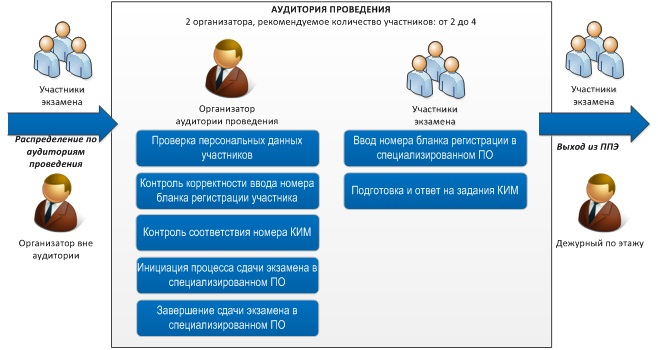 АУДИТОРИЯ ПРОВЕДЕНИЯ
2 организатора, рекомендуемое количество участников: от 2 до 4
Участники
экзамена
Распределение по
аудиториям
проведения
Организатор вне
аудитории
Организатор
аудитории проведения
Проверка персональных данных
участников
Контроль корректности ввода номера
бланка регистрации участника
Контроль соответствия номера КИМ
Инициация процесса сдачи экзамена в
специализированном ПО
Завершение сдачи экзамена в
специализированном ПО
Участники
экзамена
Ввод номера бланка регистрации в
специализированном ПО
Подготовка и ответ на задания КИМ
Участники
экзамена
Выход из ППЭ
Дежурный по этажу